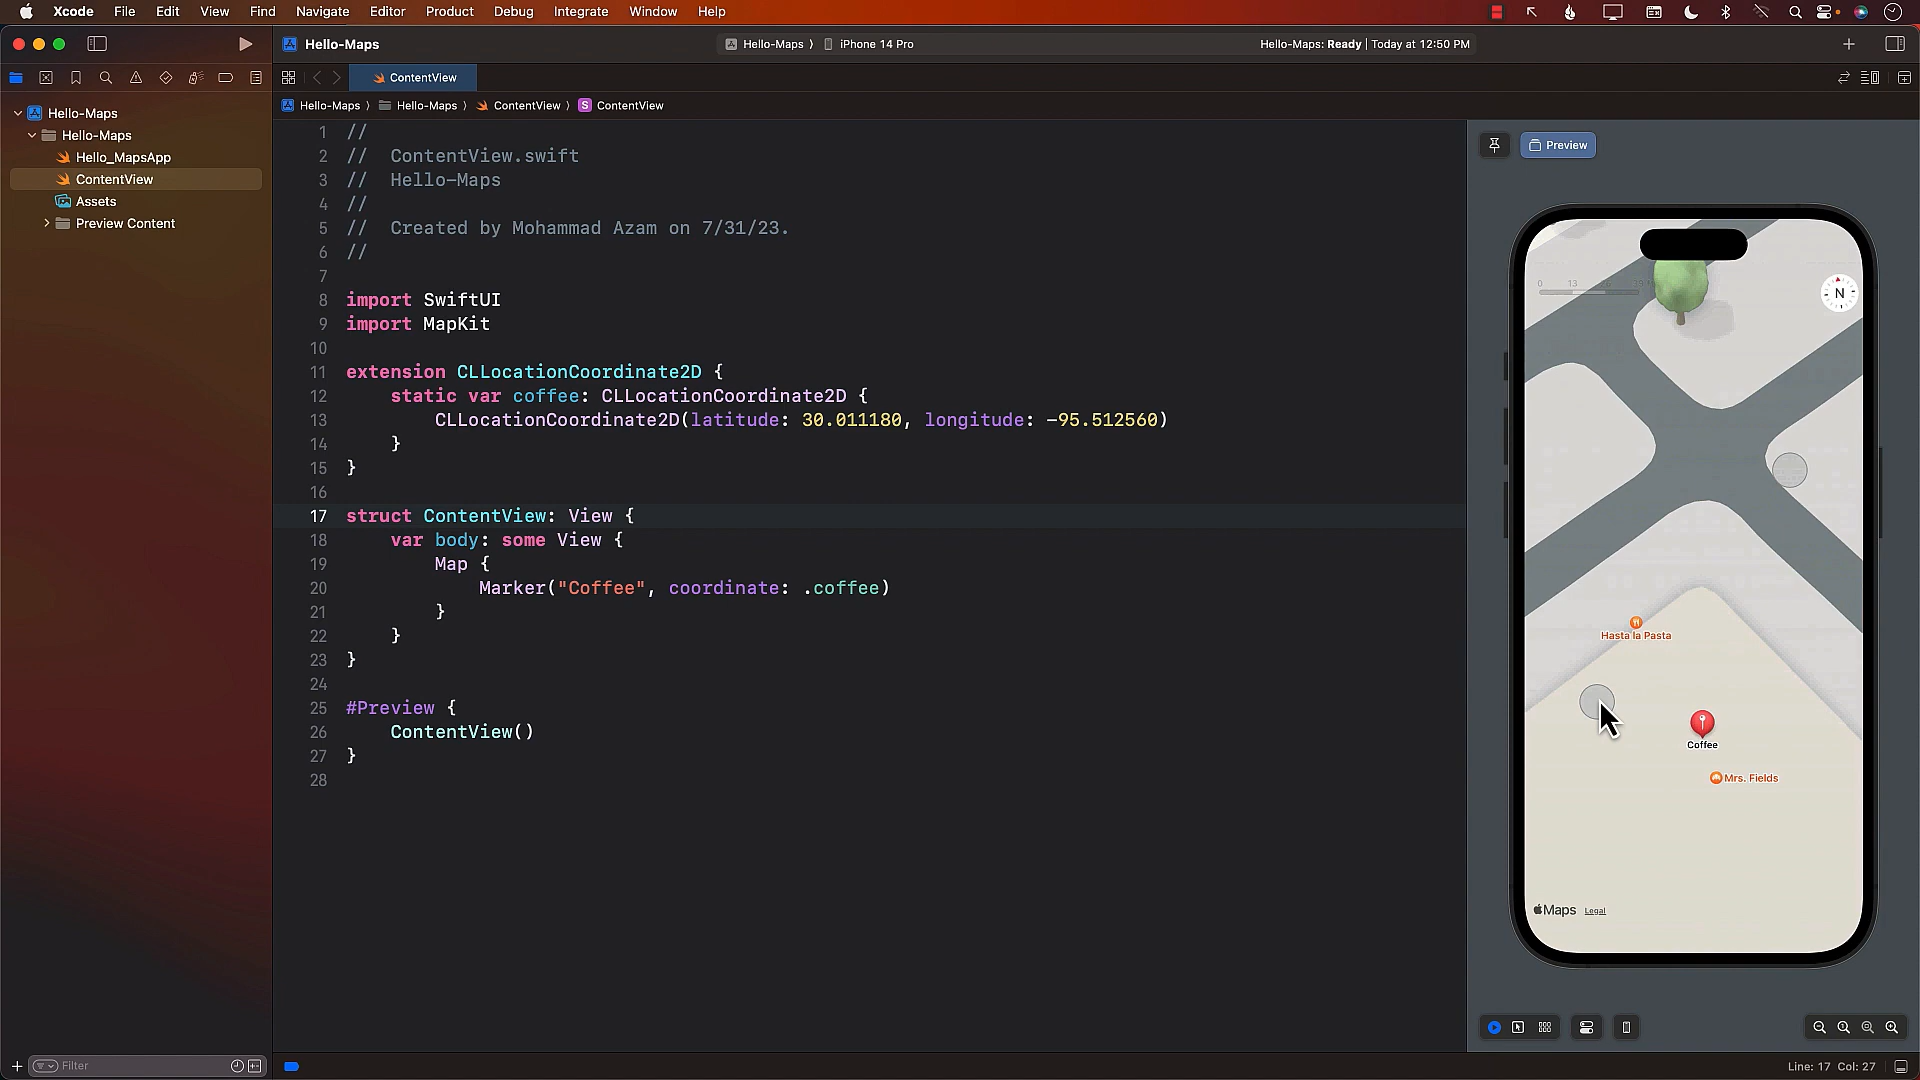 Xcode File Edit View Find Navigate Editor Product Debug Integrate Window Help
Hello-Maps
Hello-Maps ⟩ iPhone 14 Pro
Hello-Maps: Ready | Today at 12:50 PM
ContentView
Hello-Maps ⟩ Hello-Maps ⟩ ContentView ⟩ S ContentView
Hello-Maps
Hello-Maps
Hello_MapsApp
ContentView
Assets
Preview Content
1 //
2 //  ContentView.swift
3 //  Hello-Maps
4 //
5 //  Created by Mohammad Azam on 7/31/23.
6 //
7
8 import SwiftUI
9 import MapKit
10
11 extension CLLocationCoordinate2D {
12     static var coffee: CLLocationCoordinate2D {
13         CLLocationCoordinate2D(latitude: 30.011180, longitude: -95.512560)
14     }
15 }
16
17 struct ContentView: View {
18     var body: some View {
19         Map {
20             Marker("Coffee", coordinate: .coffee)
21         }
22     }
23 }
24
25 #Preview {
26     ContentView()
27 }
28
Preview
0 13
N
Hasta la Pasta
Coffee
Mrs. Fields
Maps Legal
Filter
Line: 17 Col: 27